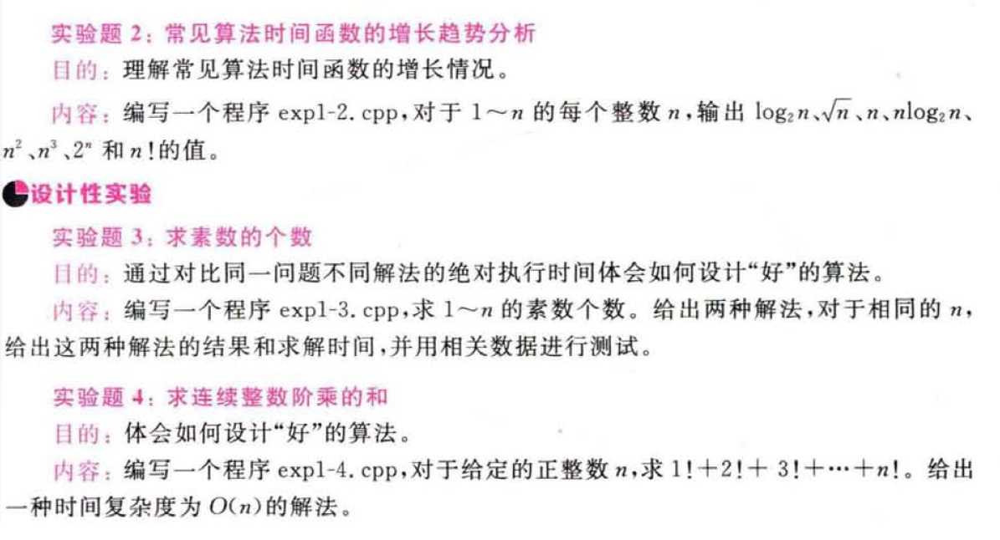 实验题 2：常见算法时间函数的增长趋势分析
目的：理解常见算法时间函数的增长情况。
内容：编写一个程序 exp1-2.cpp，对于 1～n 的每个整数 n，输出 log₂n、√n、n、nlog₂n、
n²、n³、2ⁿ 和 n!的值。
设计性实验
实验题 3：求素数的个数
目的：通过对比同一问题不同解法的绝对执行时间体会如何设计“好”的算法。
内容：编写一个程序 exp1-3.cpp，求 1～n 的素数个数。给出两种解法，对于相同的 n，
给出这两种解法的结果和求解时间，并用相关数据进行测试。
实验题 4：求连续整数阶乘的和
目的：体会如何设计“好”的算法。
内容：编写一个程序 exp1-4.cpp，对于给定的正整数 n，求 1!＋2!＋3!＋…＋n!。给出
一种时间复杂度为 O(n)的解法。